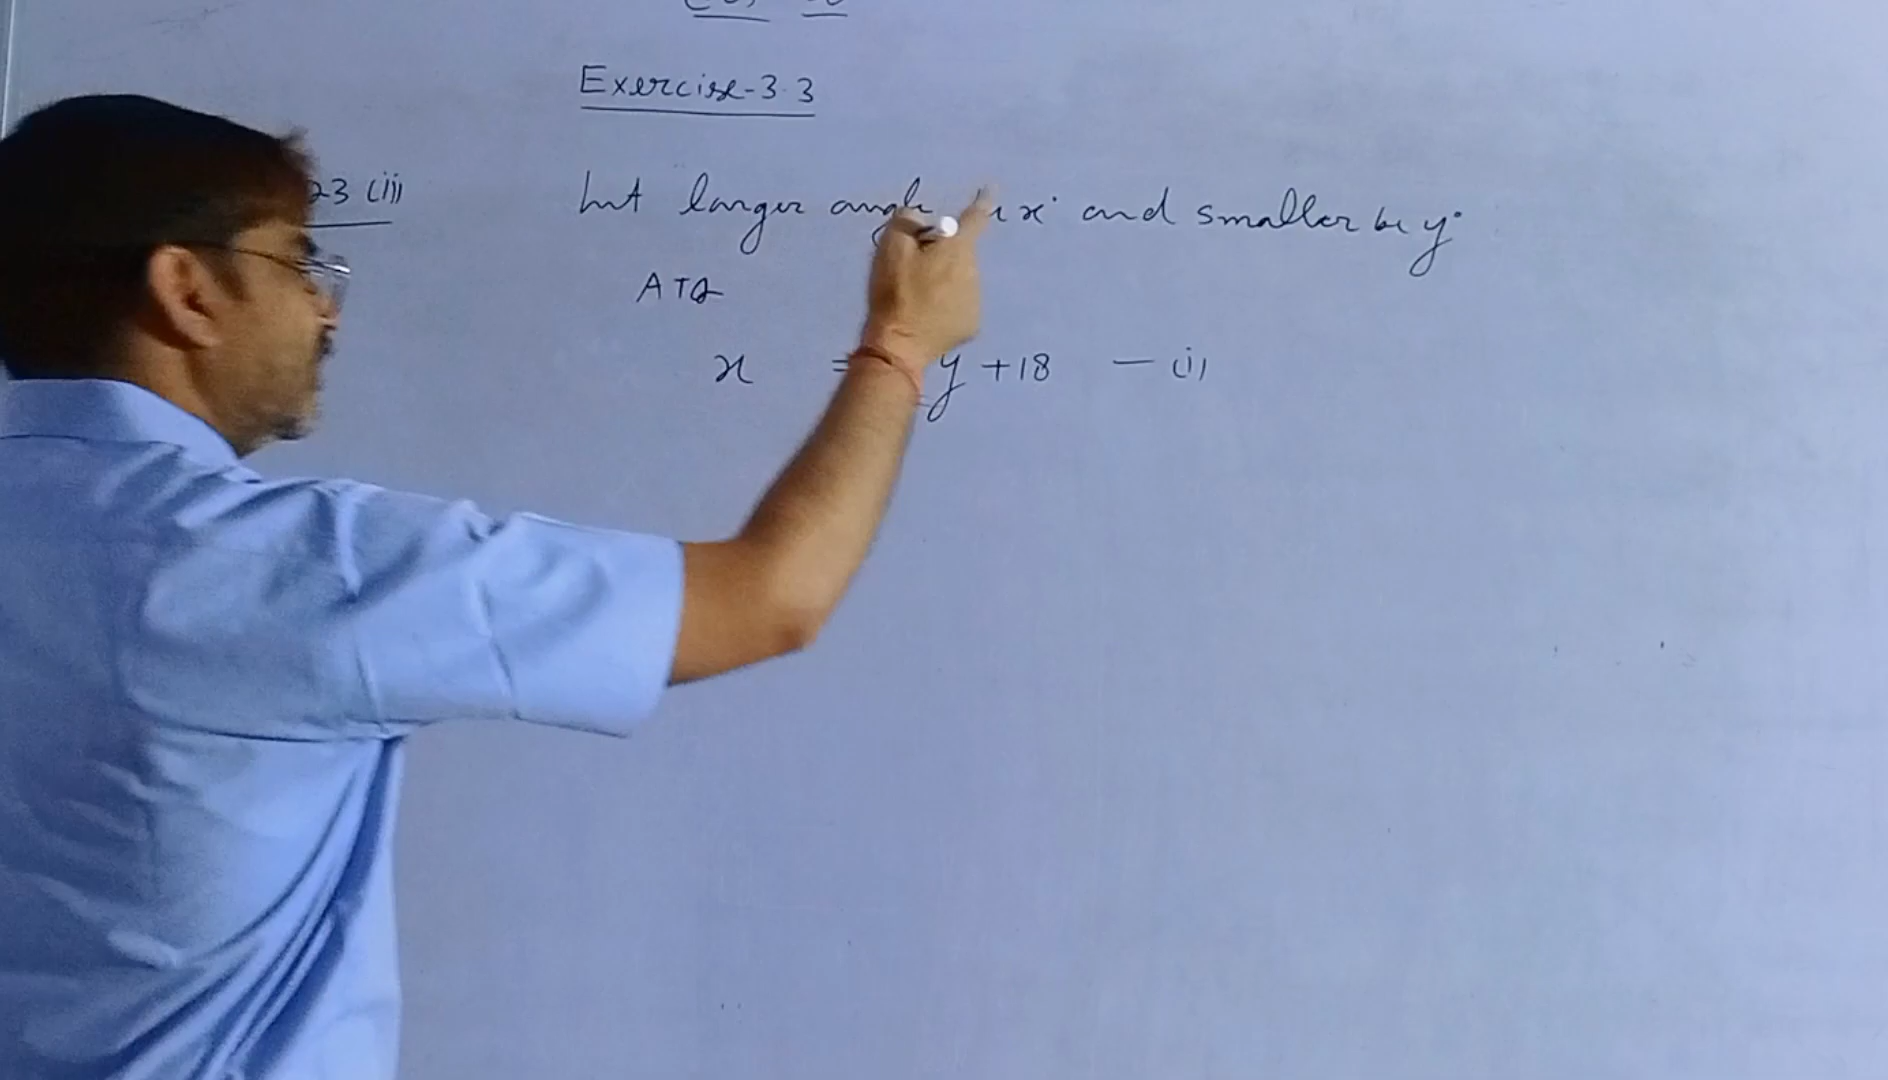 Exercise-3.3
23 (ii)
Let larger angle be x° and smaller be y°
ATQ
x = y + 18 — (i)